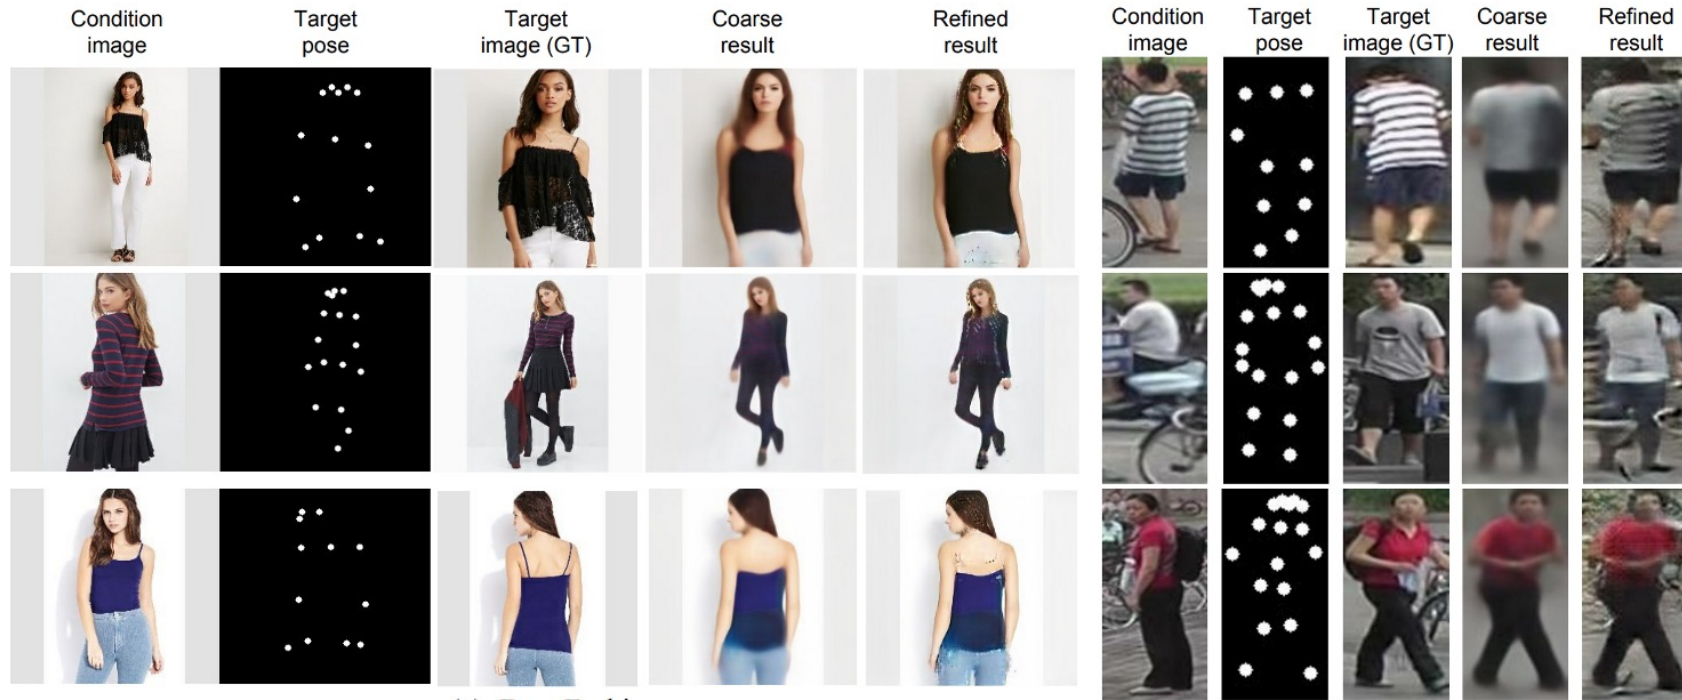 Condition
image
Target
pose
Target
image (GT)
Coarse
result
Refined
result
Condition
image
Target
pose
Target
image (GT)
Coarse
result
Refined
result